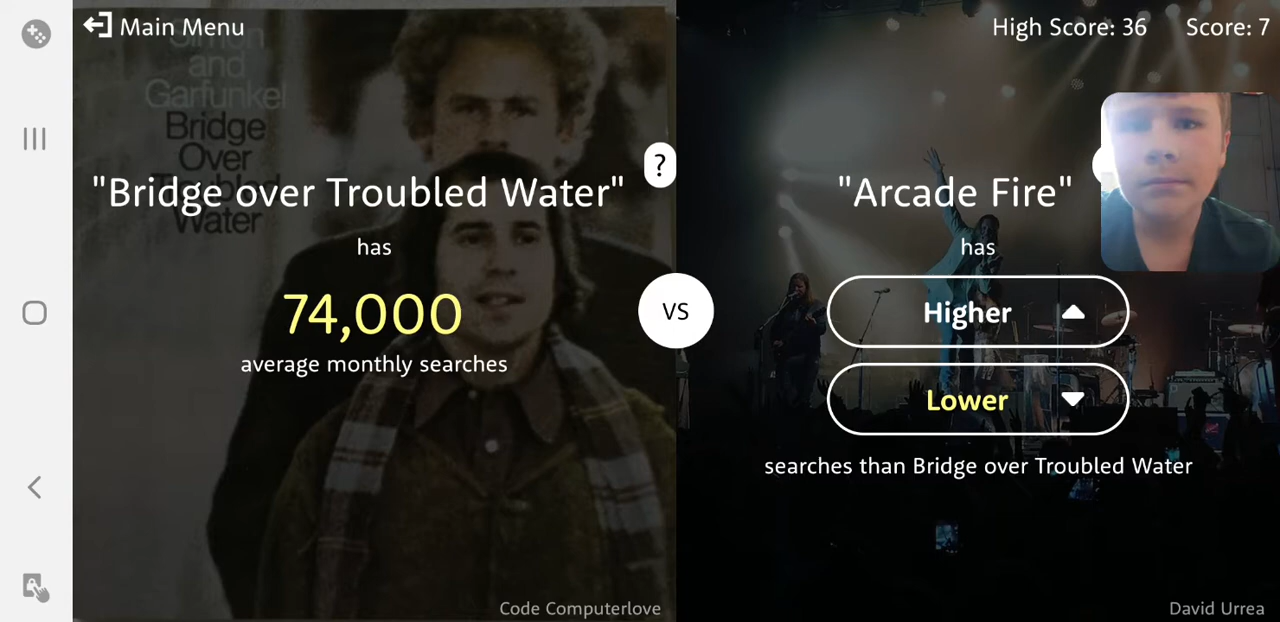 Main Menu
High Score: 36
Score: 7
Simon
and
Garfunkel
Bridge
Over
Troubled
Water
"Bridge over Troubled Water"
has
74,000
average monthly searches
?
VS
"Arcade Fire"
has
Higher
Lower
searches than Bridge over Troubled Water
Code Computerlove
David Urrea